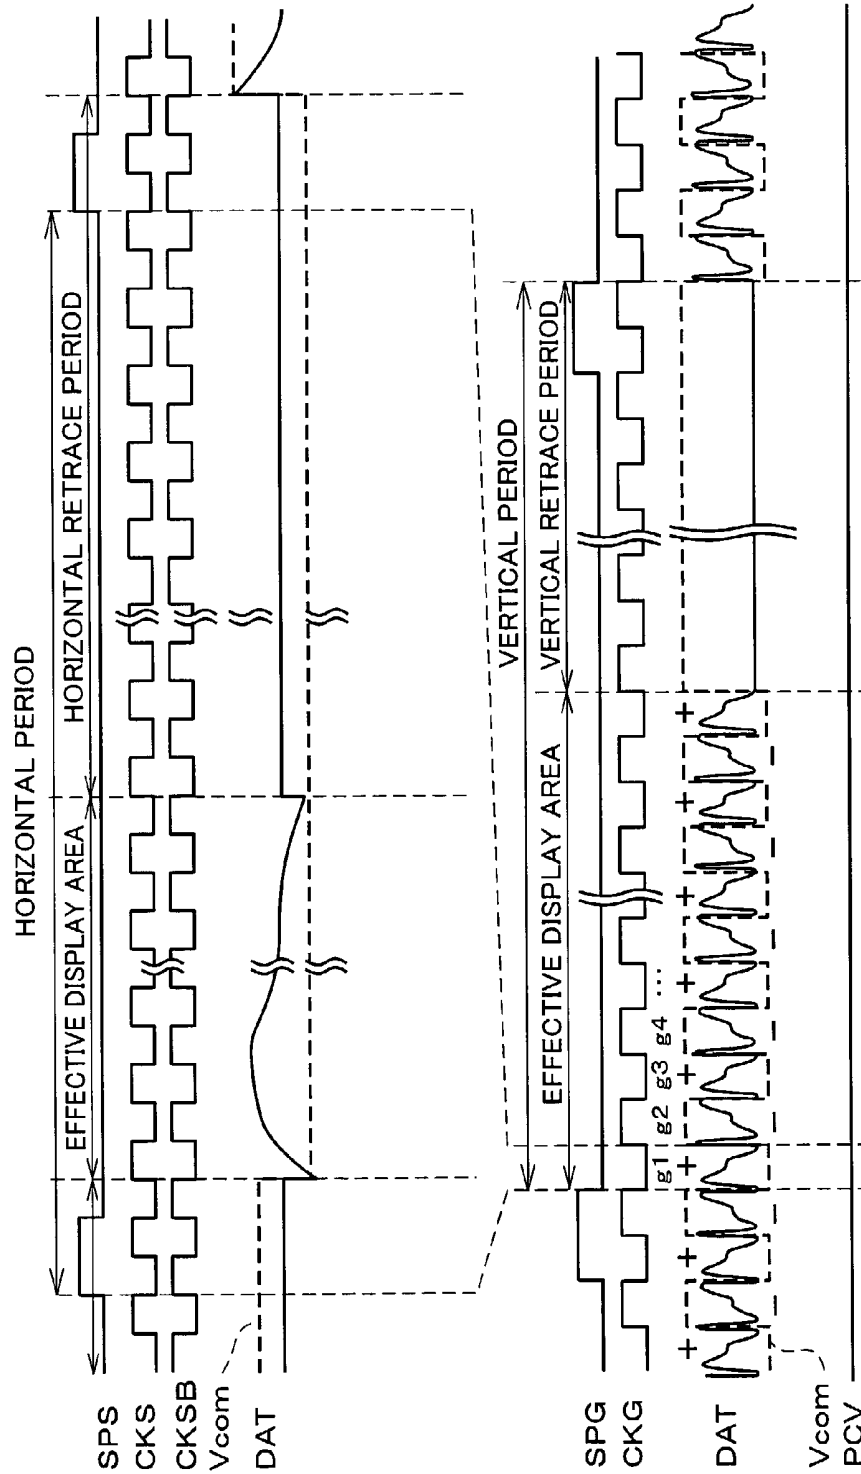 HORIZONTAL PERIOD
EFFECTIVE DISPLAY AREA
HORIZONTAL RETRACE PERIOD
SPS
CKS
CKSB
Vcom
DAT
VERTICAL PERIOD
EFFECTIVE DISPLAY AREA
VERTICAL RETRACE PERIOD
SPG
CKG
g1 g2 g3 g4 ...
+ + + + + + + +
DAT
− − − − − − −
Vcom
PCV